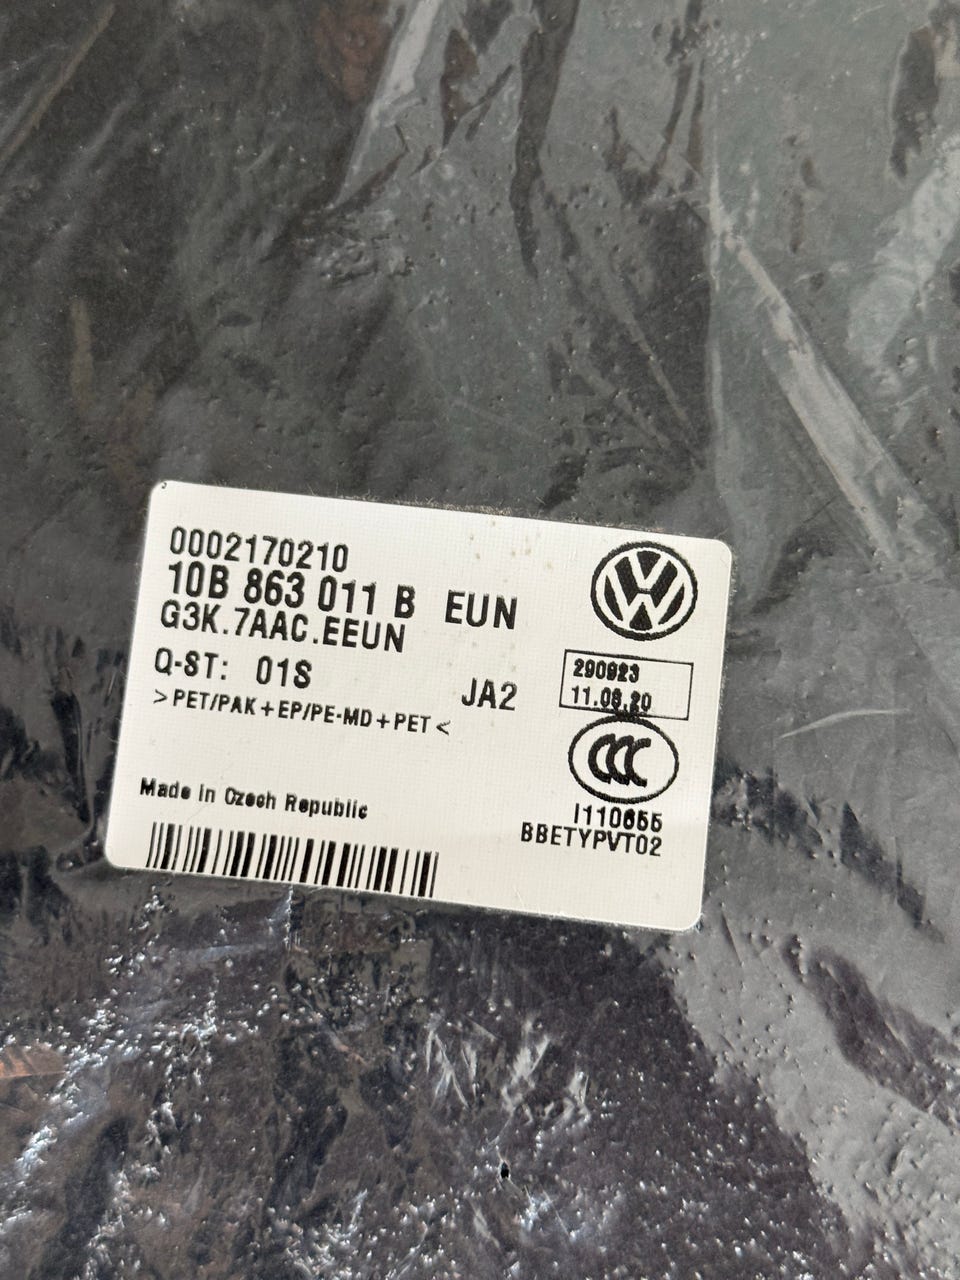 0002170210
10B 863 011 B EUN
G3K.7AAC.EEUN
Q-ST: 01S
JA2
290923
11.08.20
>PET/PAK+EP/PE-MD+PET<
CCC
I110655
BBETYPVT02
Made in Czech Republic